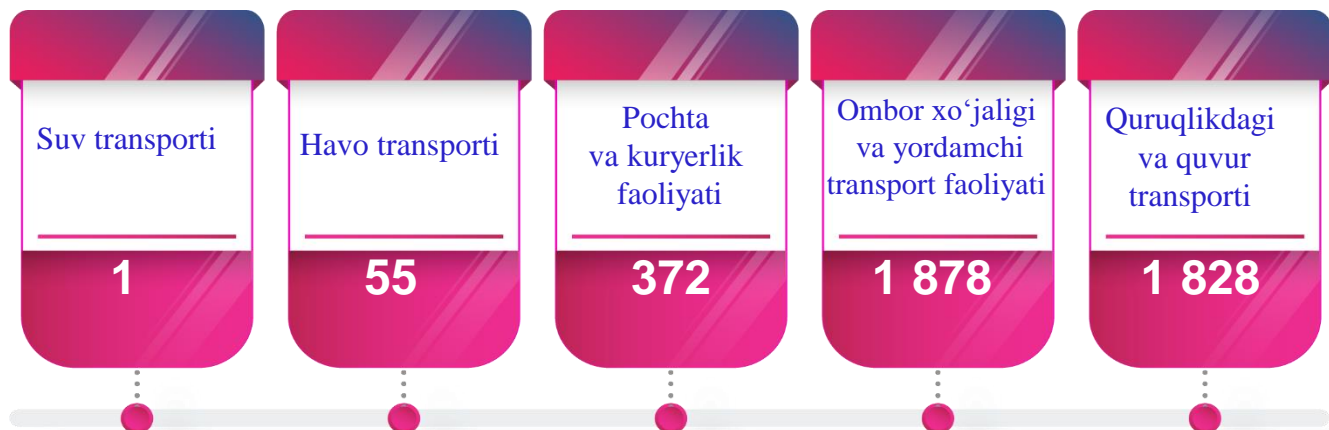 Suv transporti
1
Havo transporti
55
Pochta
va kuryerlik
faoliyati
372
Ombor xo‘jaligi
va yordamchi
transport faoliyati
1 878
Quruqlikdagi
va quvur
transporti
1 828